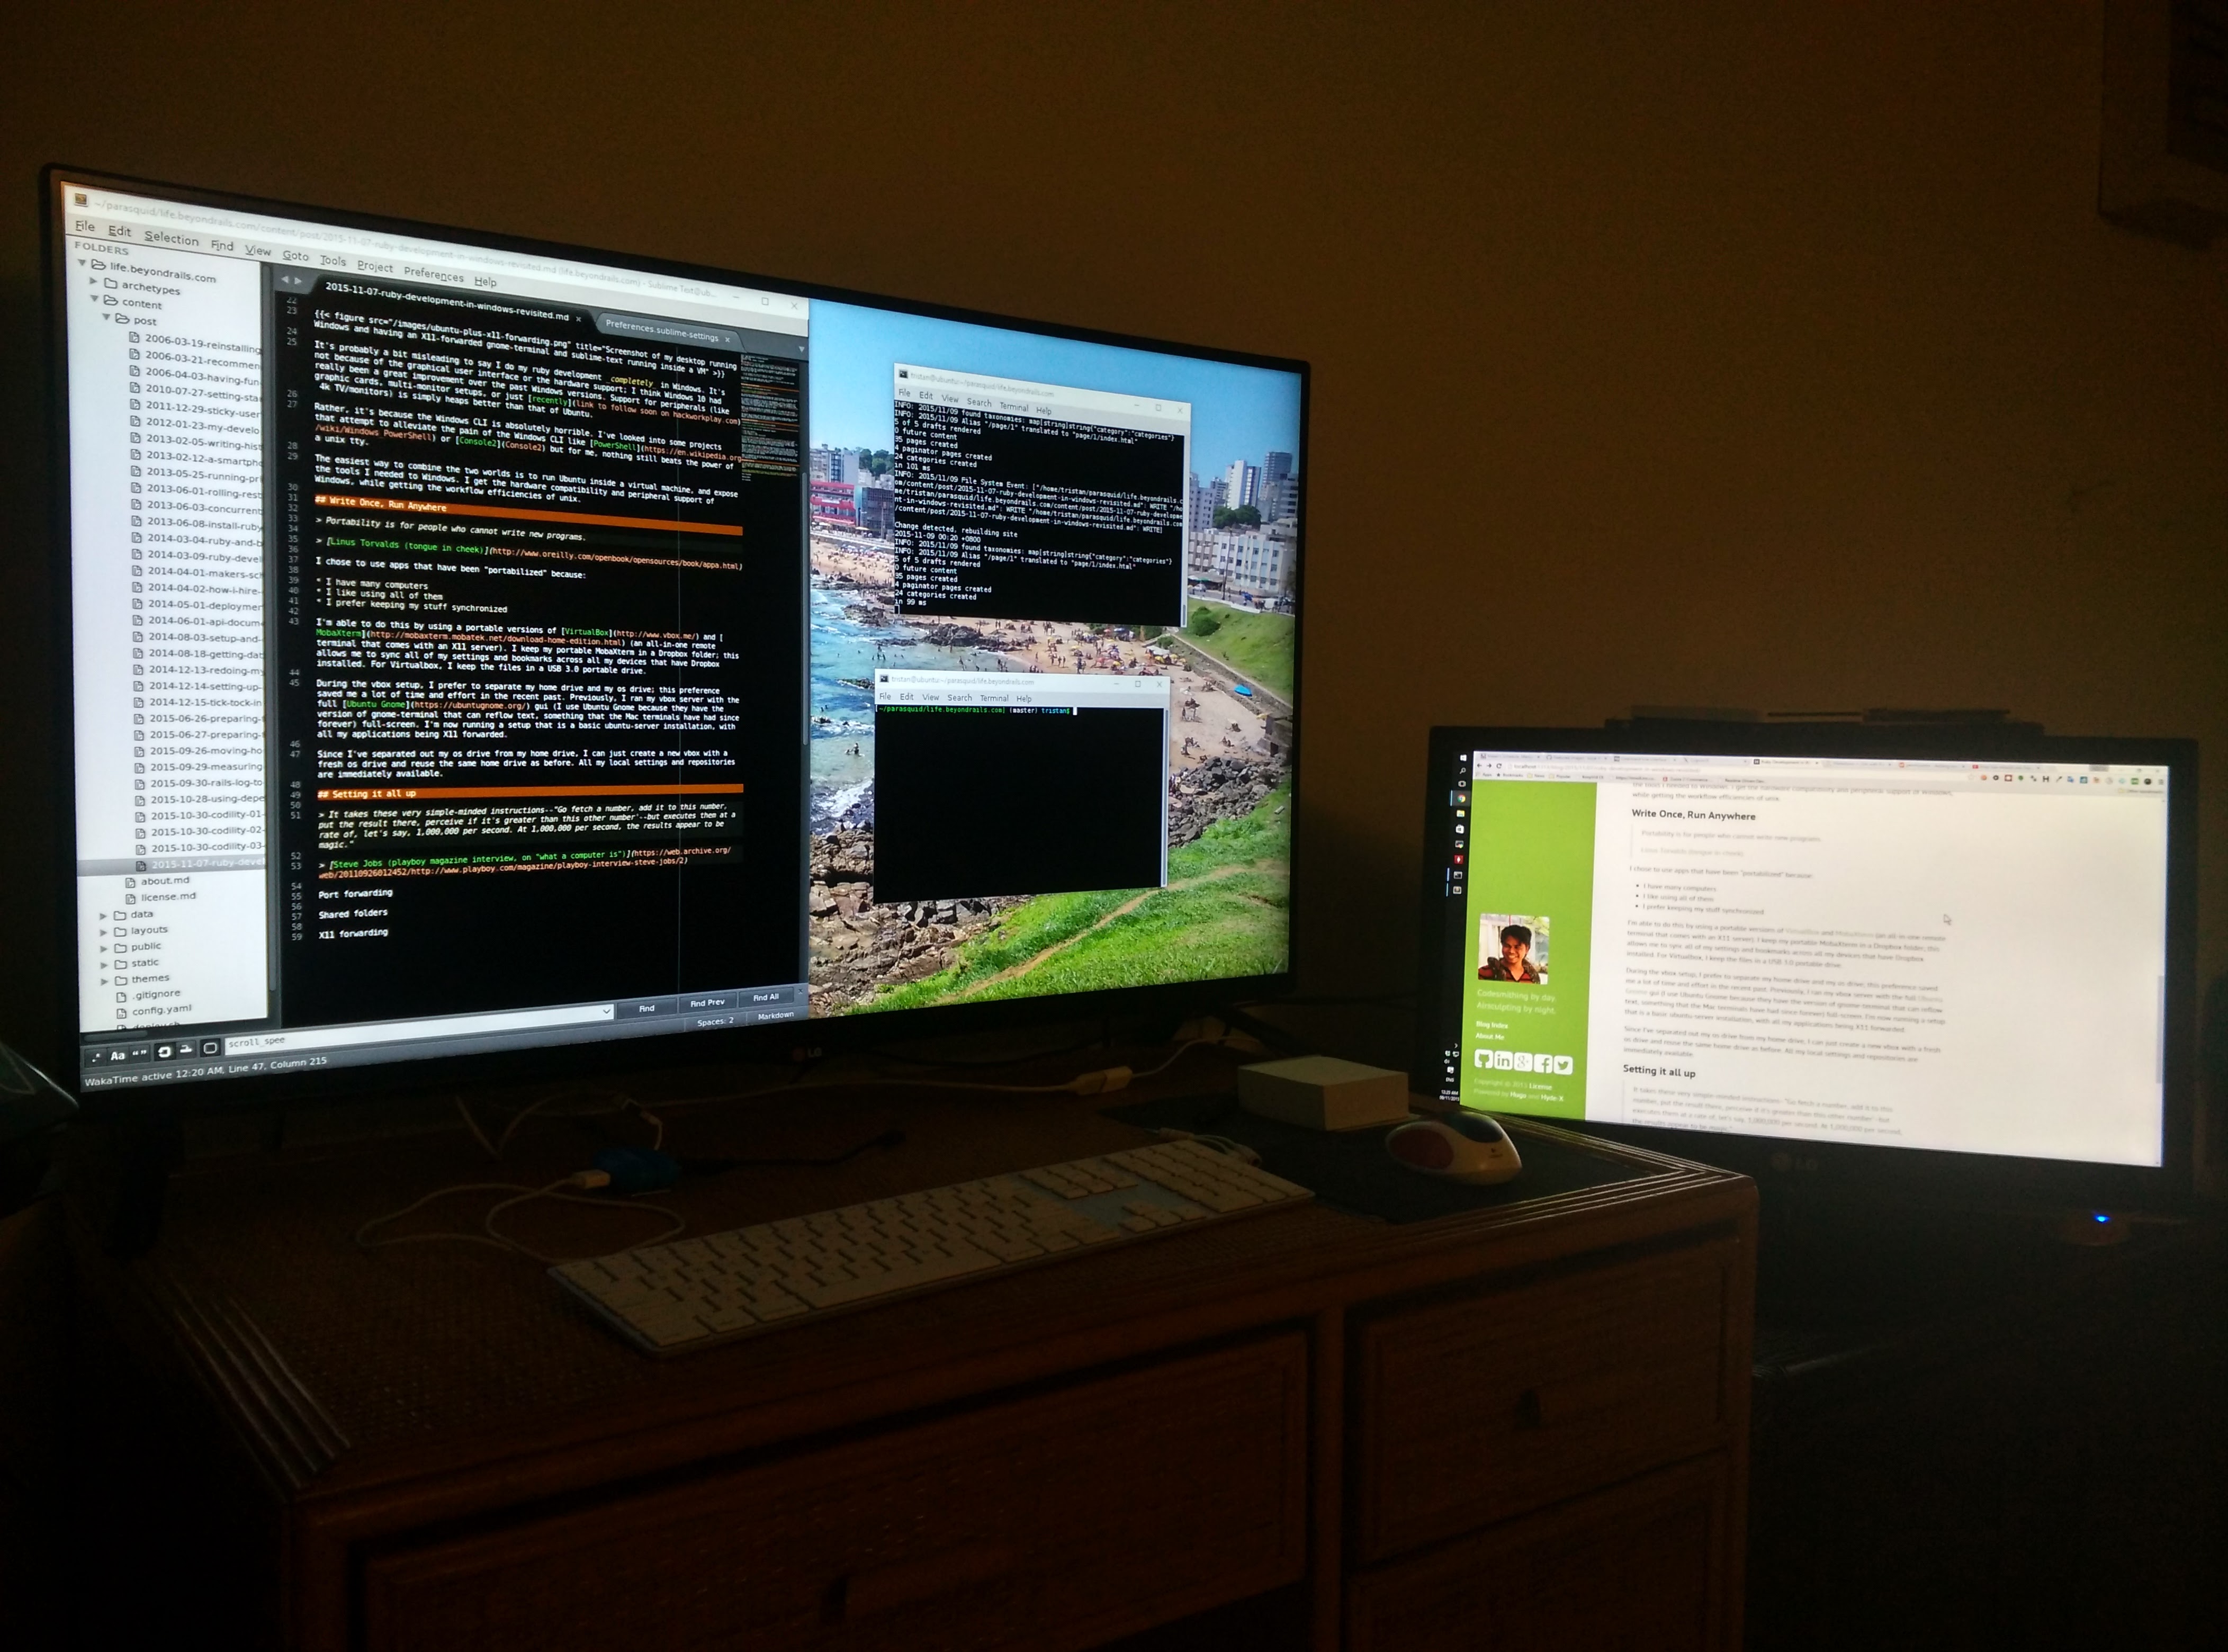 ~/parasquid/life.beyondrails.com/content/post/2015-11-07-ruby-development-in-windows-revisited.md (life.beyondrails.com) - Sublime Text@ub...
File Edit Selection Find View Goto Tools Project Preferences Help
FOLDERS
life.beyondrails.com
archetypes
content
post
2006-03-19-reinstalling
2006-03-21-recommen
2006-04-03-having-fun
2010-07-27-setting-sta
2011-12-29-sticky-user
2012-01-23-my-develo
2013-02-05-writing-hiss
2013-02-12-a-smartph
2013-05-25-running-pri
2013-06-01-rolling-rest
2013-06-03-concurrent
2013-06-08-install-ruby
2014-03-04-ruby-and-b
2014-03-09-ruby-devel
2014-04-01-makers-sch
2014-04-02-how-i-hire-
2014-05-01-deploymen
2014-06-01-api-docum
2014-08-03-setup-and-
2014-08-18-getting-dat
2014-12-13-redoing-my
2014-12-14-setting-up-
2014-12-15-tick-tock-in
2015-06-26-preparing-t
2015-06-27-preparing-t
2015-09-26-moving-ho
2015-09-29-measuring-
2015-09-30-rails-log-to
2015-10-28-using-depe
2015-10-30-codility-01-
2015-10-30-codility-02-
2015-10-30-codility-03-
2015-11-07-ruby-devel
about.md
license.md
data
layouts
public
static
themes
.gitignore
config.yaml
deploy.sh
2015-11-07-ruby-development-in-windows-revisited.md × Preferences.sublime-settings ×
22
23 {{< figure src="/images/ubuntu-plus-x11-forwarding.png" title="Screenshot of my desktop running
Windows and having an X11-forwarded gnome-terminal and sublime-text running inside a VM" >}}
24
25 It's probably a bit misleading to say I do my ruby development _completely_ in Windows. It's
not because of the graphical user interface or the hardware support; I think Windows 10 had
really been a great improvement over the past Windows versions. Support for peripherals (like
graphic cards, multi-monitor setups, or just [recently](link to follow soon on hackworkplay.com)
4k TV/monitors) is simply heaps better than that of Ubuntu.
26
27 Rather, it's because the Windows CLI is absolutely horrible. I've looked into some projects
that attempt to alleviate the pain of the Windows CLI like [PowerShell](https://en.wikipedia.org
/wiki/Windows_PowerShell) or [Console2](Console2) but for me, nothing still beats the power of
a unix tty.
28
29 The easiest way to combine the two worlds is to run Ubuntu inside a virtual machine, and expose
the tools I needed to Windows. I get the hardware compatibility and peripheral support of
Windows, while getting the workflow efficiencies of unix.
30
31 ## Write Once, Run Anywhere
32
33 > Portability is for people who cannot write new programs.
34
35 > [Linus Torvalds (tongue in cheek)](http://www.oreilly.com/openbook/opensources/book/appa.html)
36
37 I chose to use apps that have been "portabilized" because:
38
39 * I have many computers
40 * I like using all of them
41 * I prefer keeping my stuff synchronized
42
43 I'm able to do this by using a portable versions of [VirtualBox](http://www.vbox.me/) and [
MobaXterm](http://mobaxterm.mobatek.net/download-home-edition.html) (an all-in-one remote
terminal that comes with an X11 server). I keep my portable MobaXterm in a Dropbox folder; this
allows me to sync all of my settings and bookmarks across all my devices that have Dropbox
installed. For Virtualbox, I keep the files in a USB 3.0 portable drive.
44
45 During the vbox setup, I prefer to separate my home drive and my os drive; this preference
saved me a lot of time and effort in the recent past. Previously, I ran my vbox server with the
full [Ubuntu Gnome](https://ubuntugnome.org/) gui (I use Ubuntu Gnome because they have the
version of gnome-terminal that can reflow text, something that the Mac terminals have had since
forever) full-screen. I'm now running a setup that is a basic ubuntu-server installation, with
all my applications being X11 forwarded.
46
47 Since I've separated out my os drive from my home drive, I can just create a new vbox with a
fresh os drive and reuse the same home drive as before. All my local settings and repositories
are immediately available.
48
49 ## Setting it all up
50
51 > It takes these very simple-minded instructions--"Go fetch a number, add it to this number,
put the result there, perceive if it's greater than this other number'--but executes them at a
rate of, let's say, 1,000,000 per second. At 1,000,000 per second, the results appear to be
magic."
52
53 > [Steve Jobs (playboy magazine interview, on "what a computer is")](https://web.archive.org/
web/20110926012452/http://www.playboy.com/magazine/playboy-interview-steve-jobs/2)
54
55 Port forwarding
56
57 Shared folders
58
59 X11 forwarding
.* Aa “” scroll_spee Find Find Prev Find All
WakaTime active 12:20 AM, Line 47, Column 215 Spaces: 2 Markdown
tristan@ubuntu:~/parasquid/life.beyondrails.com
File Edit View Search Terminal Help
INFO: 2015/11/09 found taxonomies: map[string]string{"category":"categories"}
INFO: 2015/11/09 Alias "/page/1" translated to "page/1/index.html"
5 of 5 drafts rendered
0 future content
35 pages created
4 paginator pages created
24 categories created
in 101 ms
INFO: 2015/11/09 File System Event: ["/home/tristan/parasquid/life.beyondrails.c
om/content/post/2015-11-07-ruby-development-in-windows-revisited.md": WRITE "/ho
me/tristan/parasquid/life.beyondrails.com/content/post/2015-11-07-ruby-developme
nt-in-windows-revisited.md": WRITE "/home/tristan/parasquid/life.beyondrails.com
/content/post/2015-11-07-ruby-development-in-windows-revisited.md": WRITE]
Change detected, rebuilding site
2015-11-09 00:20 +0800
INFO: 2015/11/09 found taxonomies: map[string]string{"category":"categories"}
INFO: 2015/11/09 Alias "/page/1" translated to "page/1/index.html"
5 of 5 drafts rendered
0 future content
35 pages created
4 paginator pages created
24 categories created
in 99 ms
tristan@ubuntu:~/parasquid/life.beyondrails.com
File Edit View Search Terminal Help
[~/parasquid/life.beyondrails.com] (master) tristan$
LG
while getting the workflow efficiencies of unix.
Write Once, Run Anywhere
Portability is for people who cannot write new programs.
Linus Torvalds (tongue in cheek)
I chose to use apps that have been "portabilized" because:
I have many computers
I like using all of them
I prefer keeping my stuff synchronized
I'm able to do this by using a portable versions of VirtualBox and MobaXterm (an all-in-one remote
terminal that comes with an X11 server). I keep my portable MobaXterm in a Dropbox folder; this
allows me to sync all of my settings and bookmarks across all my devices that have Dropbox
installed. For Virtualbox, I keep the files in a USB 3.0 portable drive.
During the vbox setup, I prefer to separate my home drive and my os drive; this preference saved
me a lot of time and effort in the recent past. Previously, I ran my vbox server with the full Ubuntu
Gnome gui (I use Ubuntu Gnome because they have the version of gnome-terminal that can reflow
text, something that the Mac terminals have had since forever) full-screen. I'm now running a setup
that is a basic ubuntu-server installation, with all my applications being X11 forwarded.
Since I've separated out my os drive from my home drive, I can just create a new vbox with a fresh
os drive and reuse the same home drive as before. All my local settings and repositories are
immediately available.
Setting it all up
It takes these very simple-minded instructions--"Go fetch a number, add it to this
number, put the result there, perceive if it's greater than this other number'--but
executes them at a rate of, let's say, 1,000,000 per second. At 1,000,000 per second,
the results appear to be magic."
Codesmithing by day.
Airsculpting by night.
Blog Index
About Me
in g+ f
Copyright © 2015 License
Powered by Hugo and Hyde-X
LG